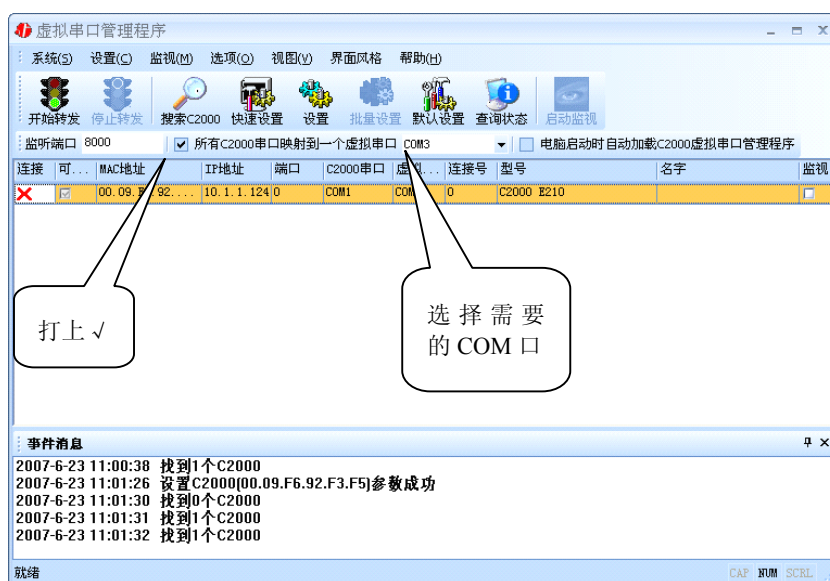 虚拟串口管理程序
系统(S) 设置(C) 监视(M) 选项(O) 视图(V) 界面风格 帮助(H)
开始转发 停止转发 搜索C2000 快速设置 设置 批量设置 默认设置 查询状态 启动监视
监听端口 8000 所有C2000串口映射到一个虚拟串口 COM3 电脑启动时自动加载C2000虚拟串口管理程序
连接 可... MAC地址 IP地址 端口 C2000串口 虚拟... 连接号 型号 名字 监视
00.09.F 92.... 10.1.1.124 0 COM1 COM 0 C2000 E210
打上√
选择需要
的COM口
事件消息
2007-6-23 11:00:38 找到1个C2000
2007-6-23 11:01:26 设置C2000(00.09.F6.92.F3.F5)参数成功
2007-6-23 11:01:30 找到0个C2000
2007-6-23 11:01:31 找到1个C2000
2007-6-23 11:01:32 找到1个C2000
就绪 CAP NUM SCRL